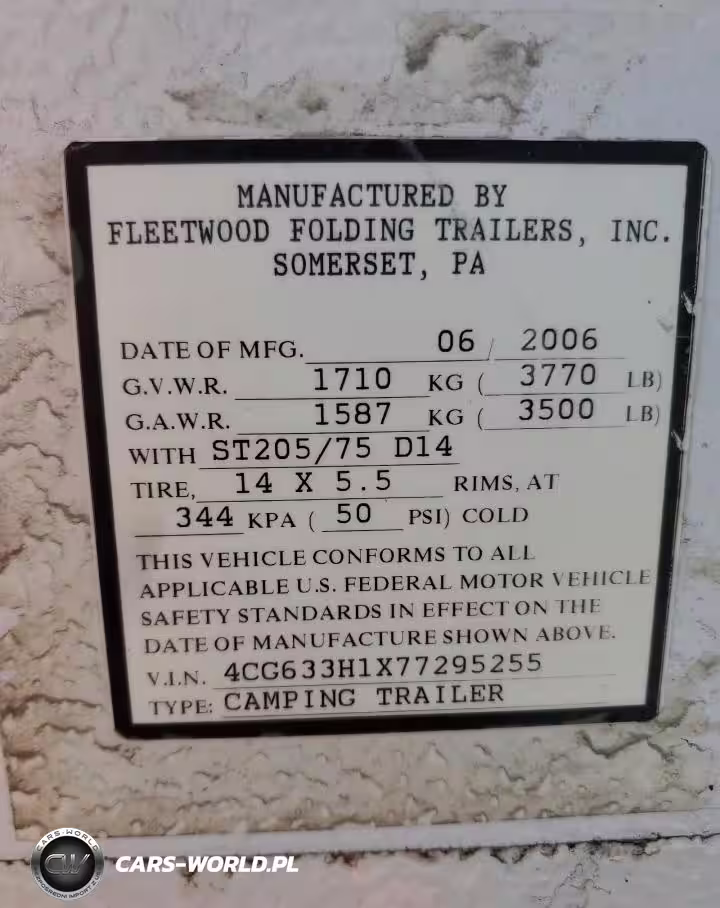 MANUFACTURED BY
FLEETWOOD FOLDING TRAILERS, INC.
SOMERSET, PA
DATE OF MFG. 06 / 2006
G.V.W.R. 1710 KG ( 3770 LB)
G.A.W.R. 1587 KG ( 3500 LB)
WITH ST205/75 D14
TIRE, 14 X 5.5 RIMS, AT
344 KPA ( 50 PSI) COLD
THIS VEHICLE CONFORMS TO ALL
APPLICABLE U.S. FEDERAL MOTOR VEHICLE
SAFETY STANDARDS IN EFFECT ON THE
DATE OF MANUFACTURE SHOWN ABOVE.
V.I.N. 4CG633H1X77295255
TYPE: CAMPING TRAILER
CARS-WORLD
CW
CARS-WORLD.PL